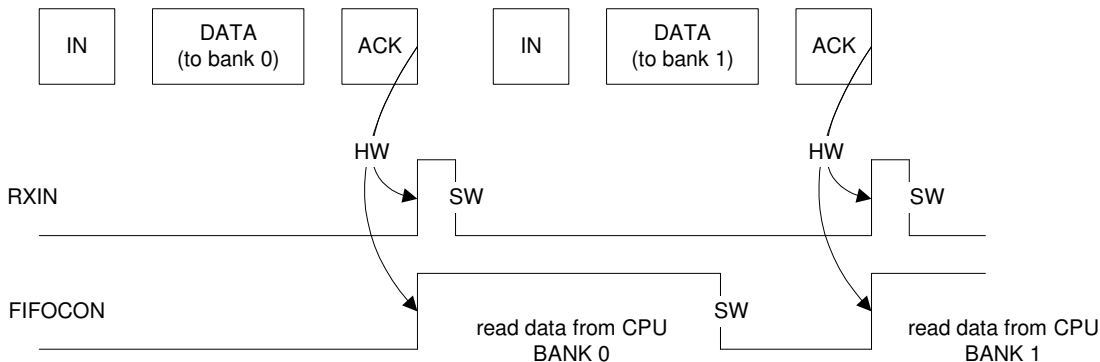 IN
DATA
(to bank 0)
ACK
IN
DATA
(to bank 1)
ACK
HW
HW
RXIN
SW
SW
FIFOCON
SW
read data from CPU
BANK 0
read data from CPU
BANK 1